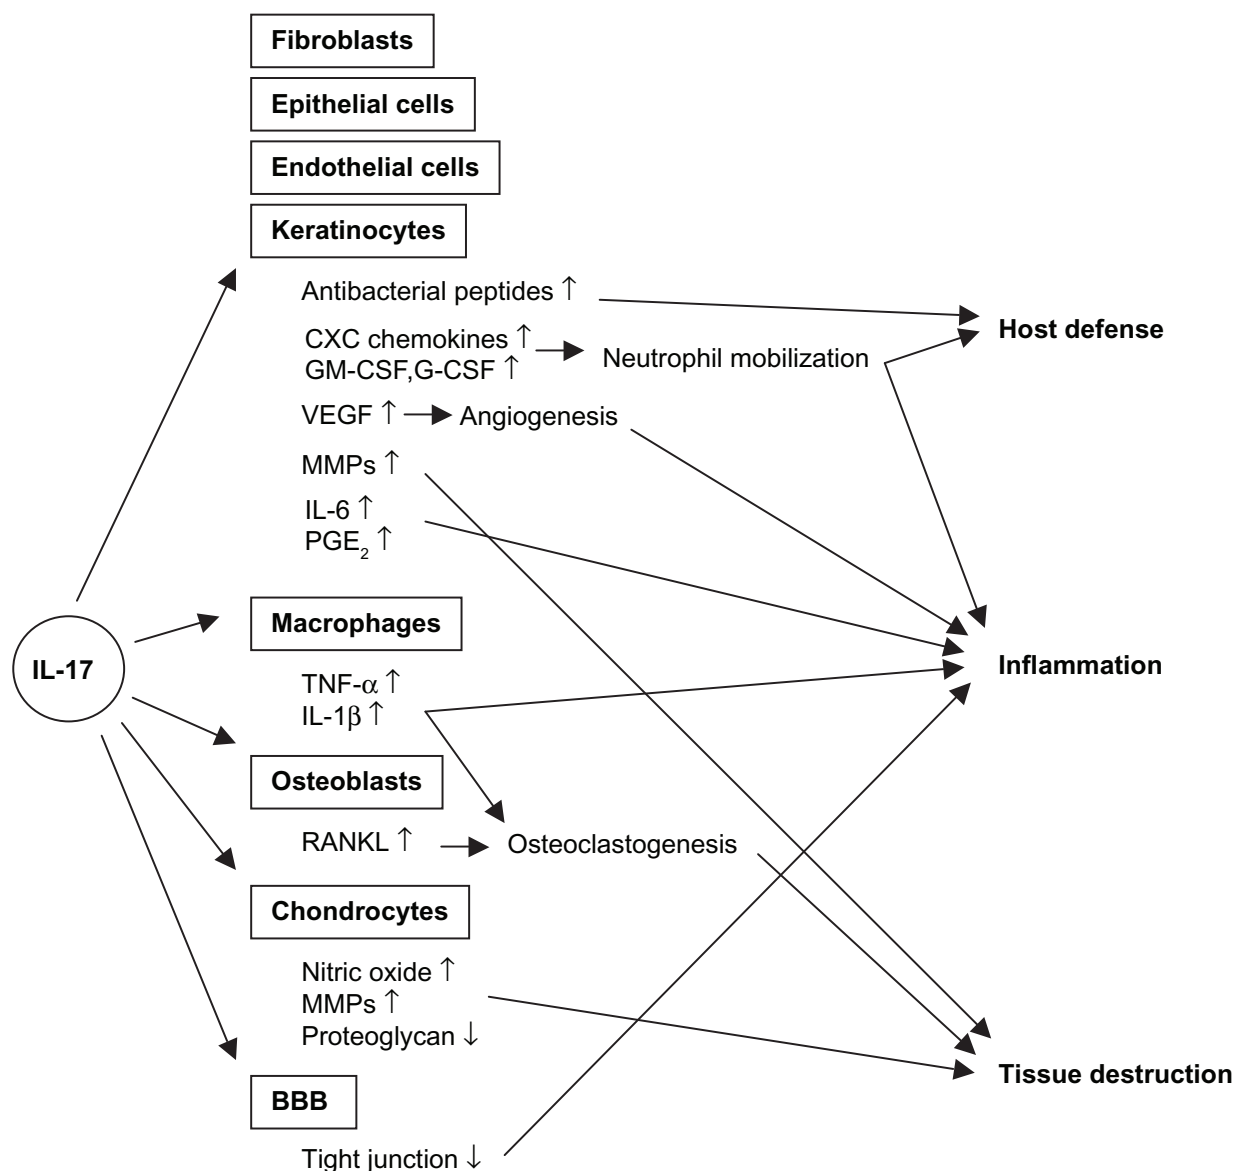 Fibroblasts
Epithelial cells
Endothelial cells
Keratinocytes
Antibacterial peptides ↑
CXC chemokines ↑
GM-CSF,G-CSF ↑
Neutrophil mobilization
Host defense
VEGF ↑
Angiogenesis
MMPs ↑
IL-6 ↑
PGE₂ ↑
IL-17
Macrophages
TNF-α ↑
IL-1β ↑
Inflammation
Osteoblasts
RANKL ↑
Osteoclastogenesis
Chondrocytes
Nitric oxide ↑
MMPs ↑
Proteoglycan ↓
Tissue destruction
BBB
Tight junction ↓